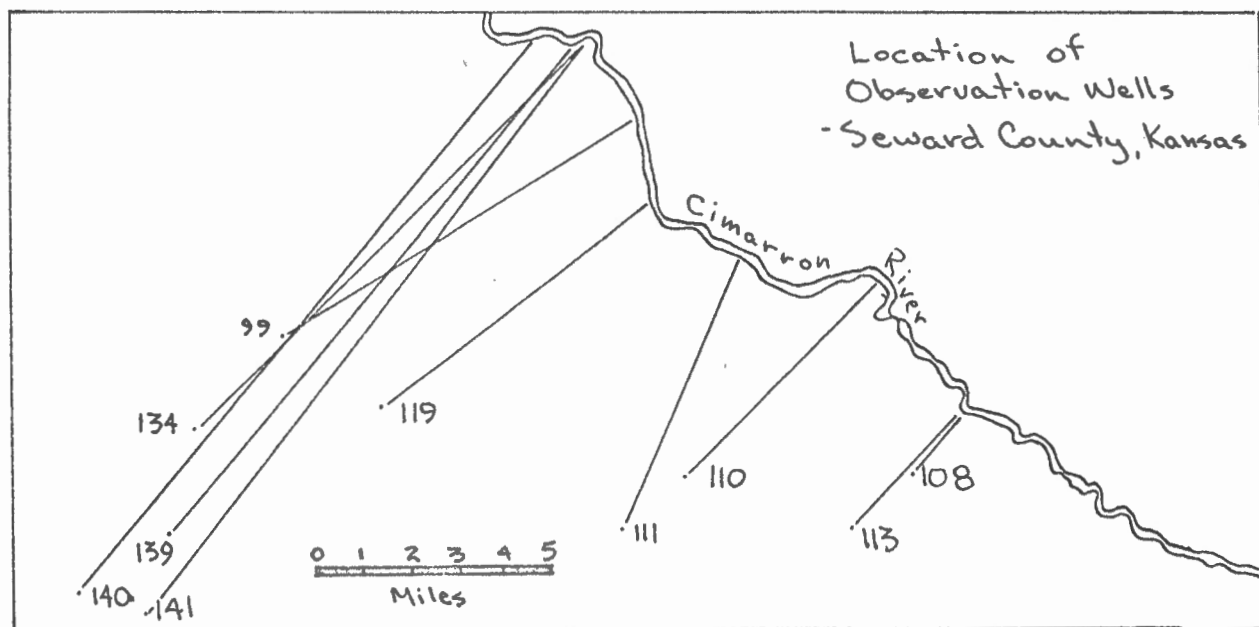 Location of
Observation Wells
- Seward County, Kansas
Cimarron River
99
134
119
110
108
111
113
139
140
141
0 1 2 3 4 5
Miles